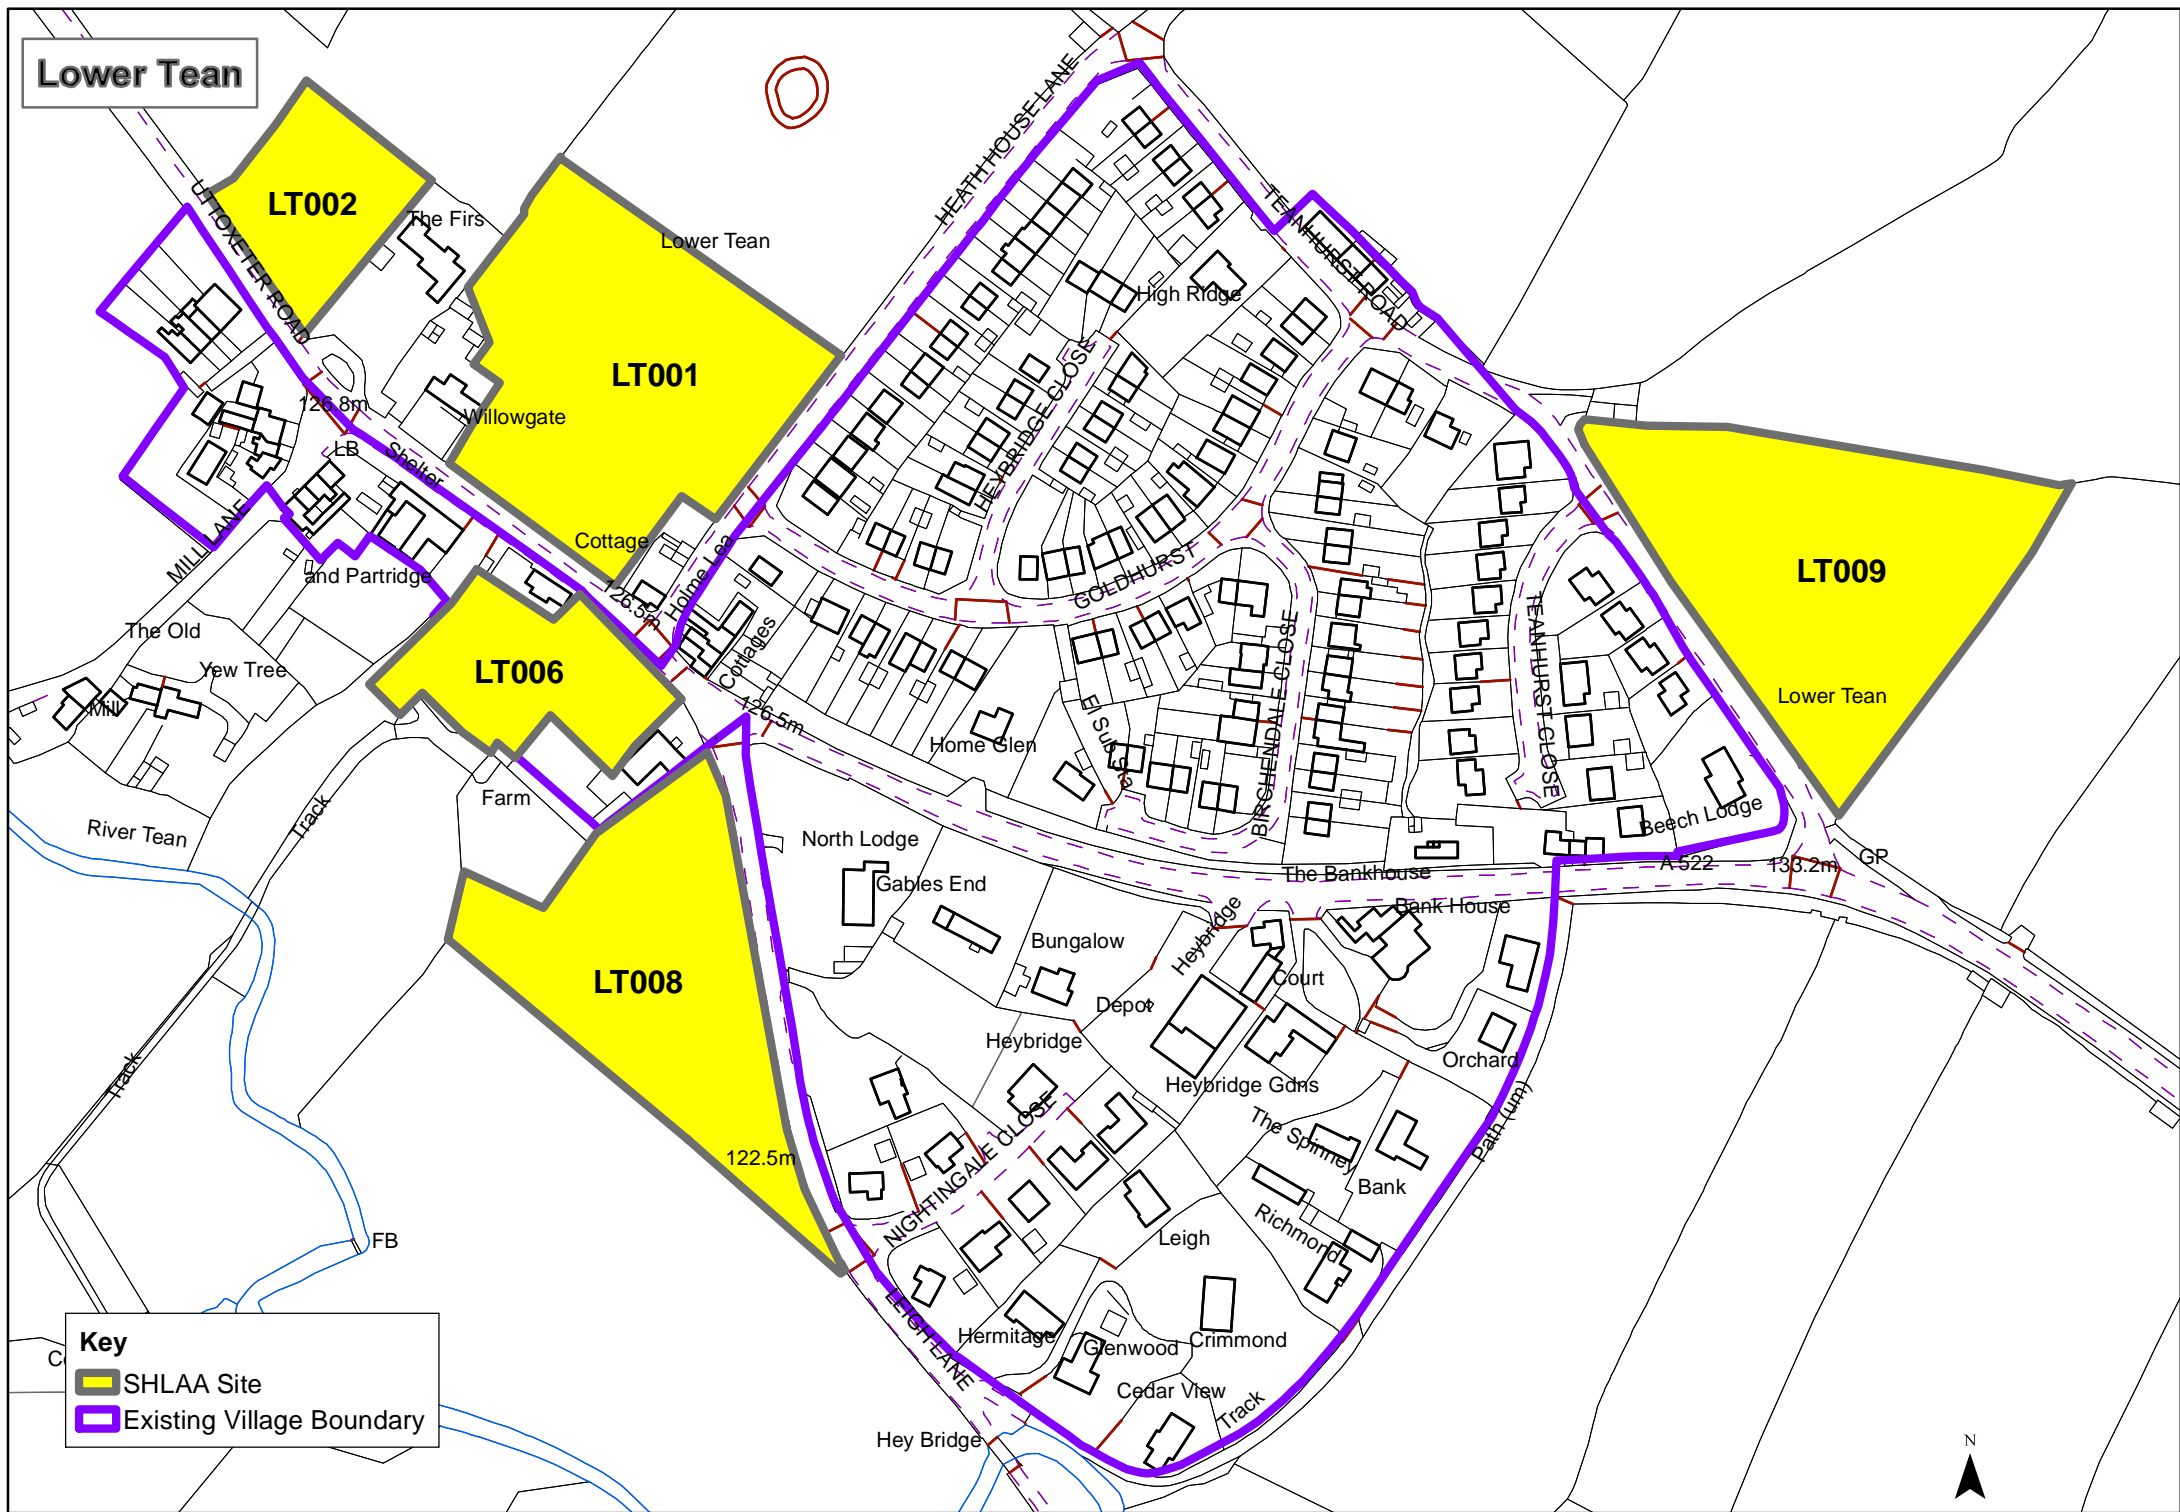 Lower Tean
HEATH HOUSE LANE
UTTOXETER ROAD
LT002
The Firs
Lower Tean
TEANHURST ROAD
High Ridge
LT001
HEYBRIDGE CLOSE
126.8m
Willowgate
LB
Shelter
MILL LANE
Cottage
Holme Lea
and Partridge
126.5m
GOLDHURST
LT009
The Old
Yew Tree
LT006
Cottages
Mill
126.5m
Home Glen
El Sub Sta
BIRCHENDALE CLOSE
TEANHURST CLOSE
Lower Tean
Farm
Track
River Tean
North Lodge
Beech Lodge
Gables End
The Bankhouse
A 522
133.2m
GP
Heybridge
Bank House
Bungalow
LT008
Court
Depot
Heybridge
Orchard
Track
Heybridge Gdns
NIGHTINGALE CLOSE
The Spinney
Path (um)
122.5m
Bank
Leigh
Richmond
FB
LEIGH LANE
Hermitage
Glenwood
Crimmond
Cedar View
Track
Hey Bridge
Key
SHLAA Site
Existing Village Boundary
N